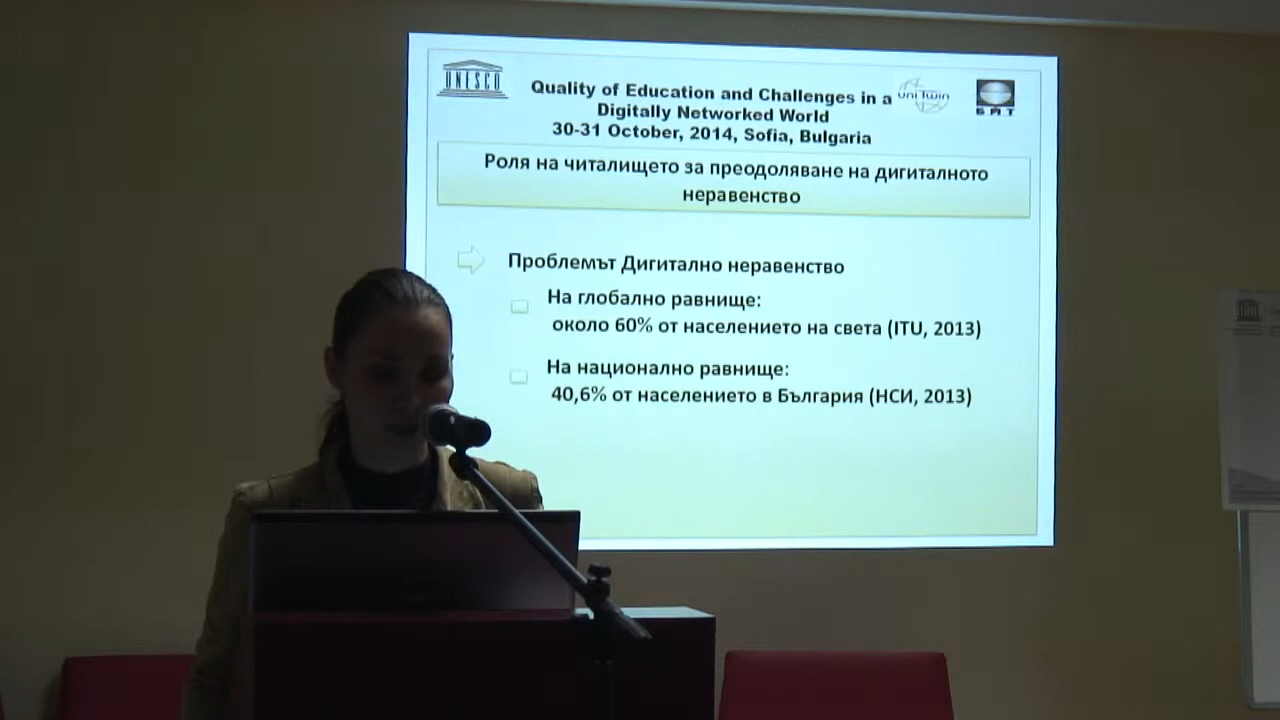 UNESCO
Quality of Education and Challenges in a
Digitally Networked World
30-31 October, 2014, Sofia, Bulgaria
uni Twin
БАТ
Роля на читалището за преодоляване на дигиталното
неравенство
Проблемът Дигитално неравенство
На глобално равнище:
около 60% от населението на света (ITU, 2013)
На национално равнище:
40,6% от населението в България (НСИ, 2013)